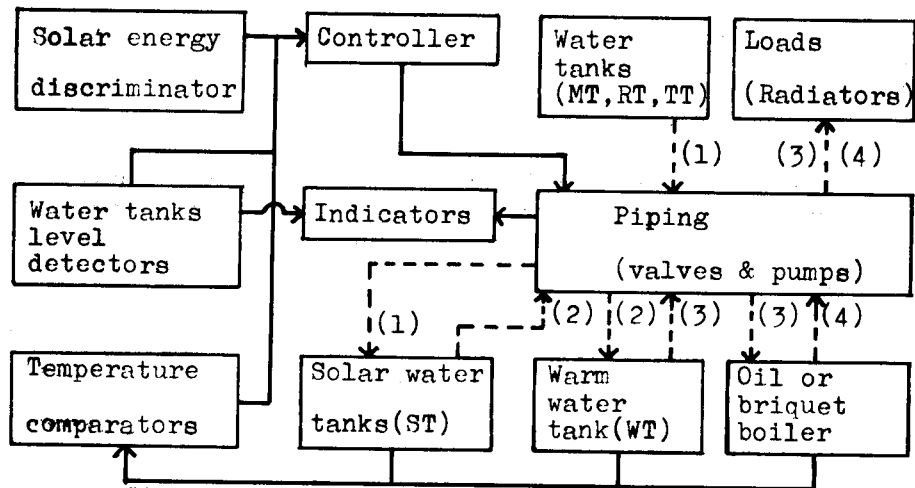 Solar energy
discriminator
Controller
Water
tanks
(MT,RT,TT)
Loads
(Radiators)
(1)
(3)
(4)
Water tanks
level
detectors
Indicators
Piping
(valves & pumps)
(1)
(2)
(2)
(3)
(3)
(4)
Temperature
comparators
Solar water
tanks(ST)
Warm
water
tank(WT)
Oil or
briquet
boiler